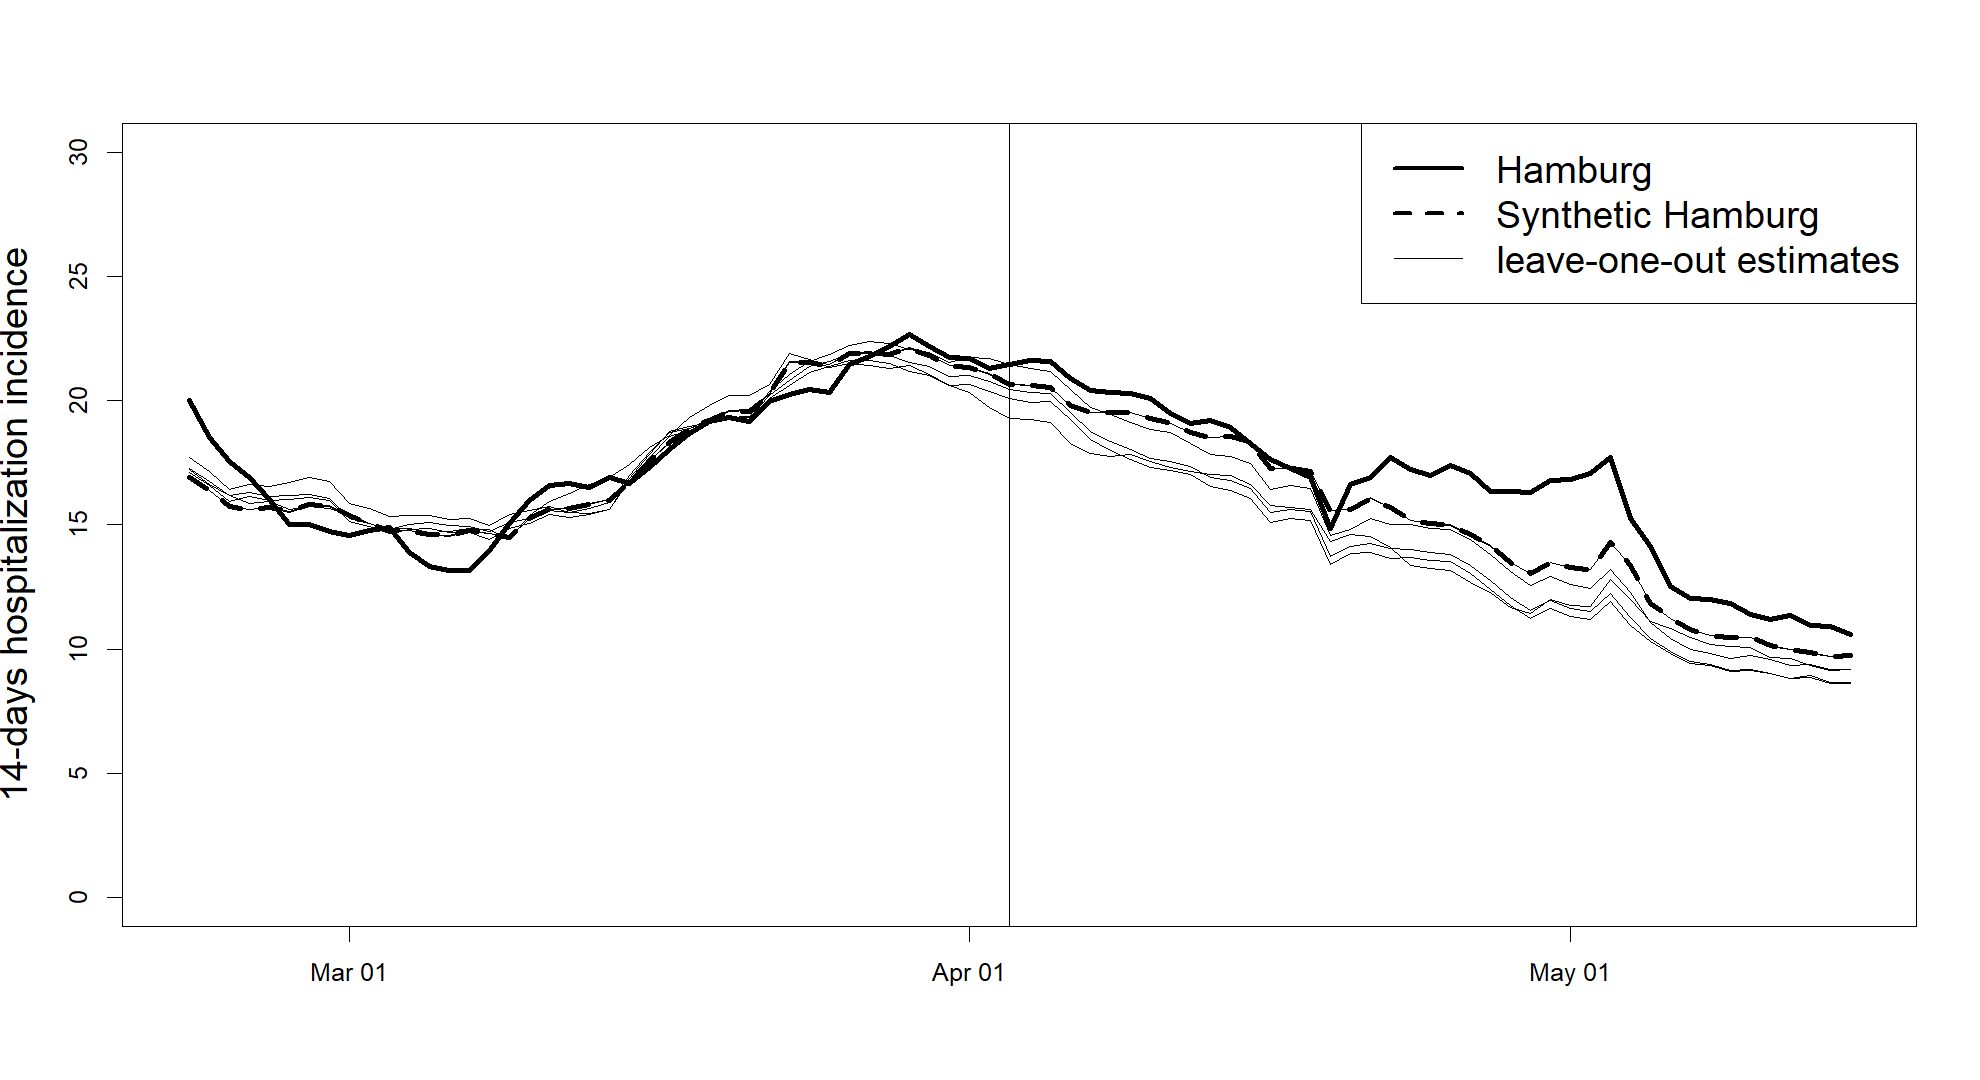 14-days hospitalization incidence
30
25
20
15
10
5
0
Mar 01
Apr 01
May 01
Hamburg
Synthetic Hamburg
leave-one-out estimates